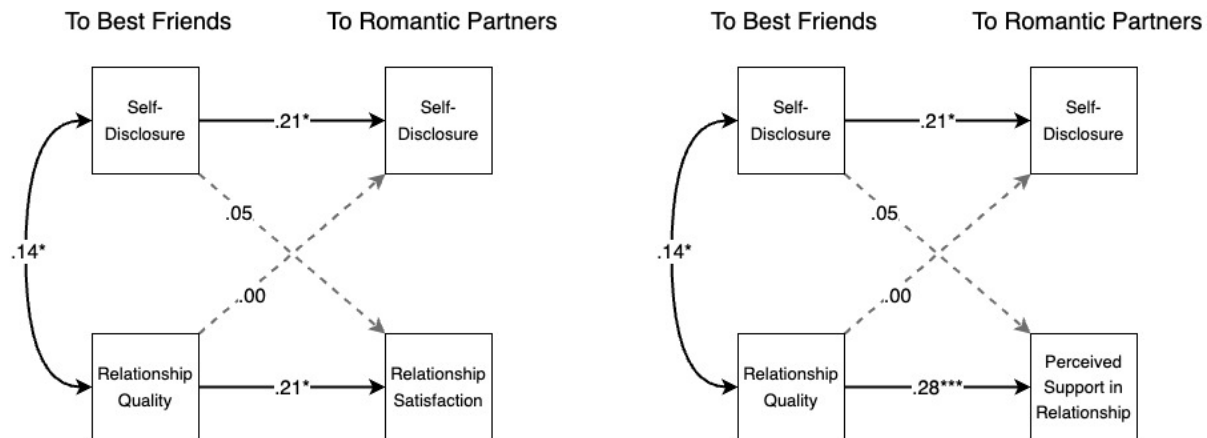 To Best Friends
To Romantic Partners
Self-
Disclosure
.21*
Self-
Disclosure
.05
.14*
.00
Relationship
Quality
.21*
Relationship
Satisfaction
To Best Friends
To Romantic Partners
Self-
Disclosure
.21*
Self-
Disclosure
.05
.14*
.00
Relationship
Quality
.28***
Perceived
Support in
Relationship